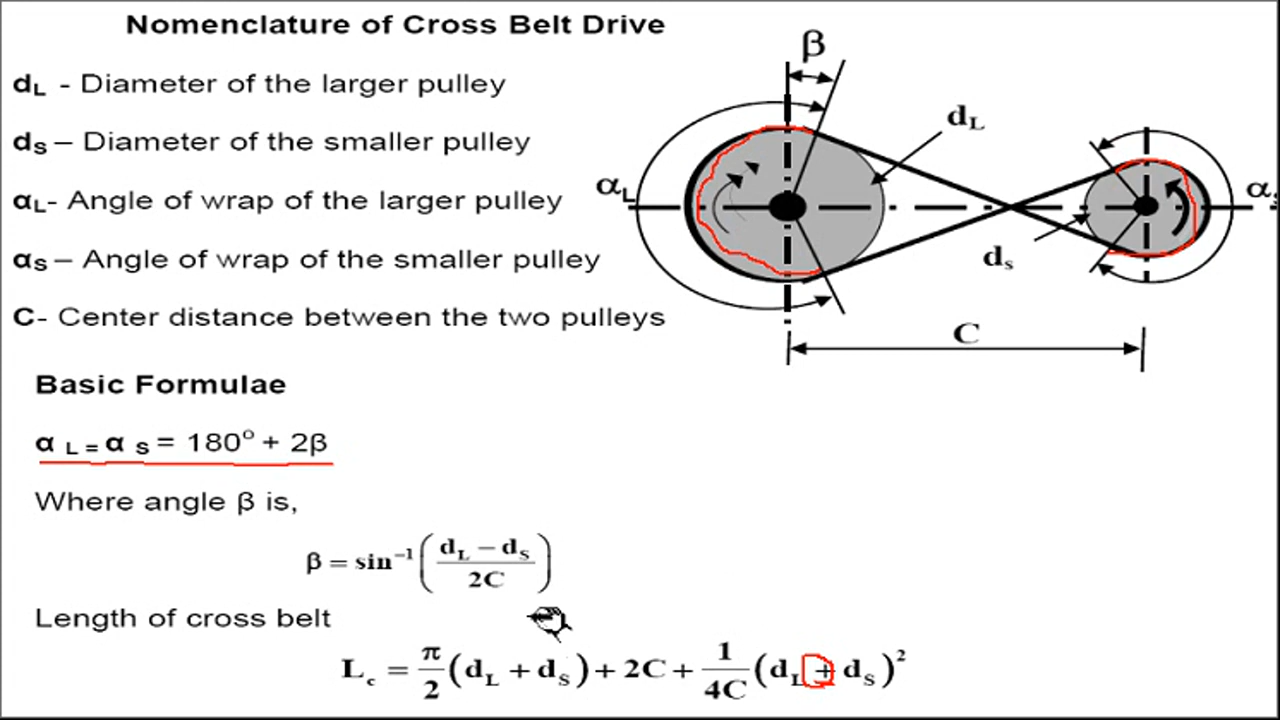 Nomenclature of Cross Belt Drive
dL - Diameter of the larger pulley
dS – Diameter of the smaller pulley
αL- Angle of wrap of the larger pulley
αS – Angle of wrap of the smaller pulley
C- Center distance between the two pulleys
β
dL
αL
αs
ds
C
Basic Formulae
α L = α S = 180° + 2β
Where angle β is,
β = sin⁻¹ ( (dL − dS) / 2C )
Length of cross belt
Lc = π/2 (dL + dS) + 2C + 1/4C (dL + dS)²